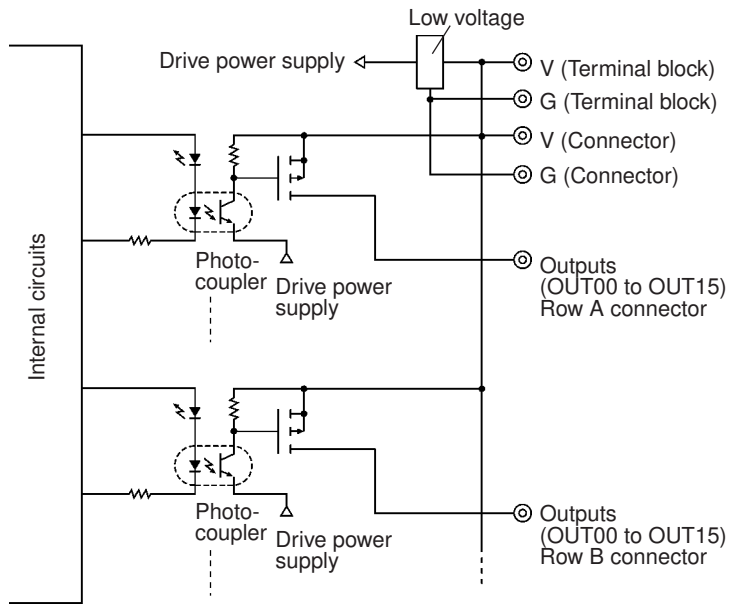 Low voltage
Drive power supply
V (Terminal block)
G (Terminal block)
V (Connector)
G (Connector)
Internal circuits
Photo-
coupler
Drive power
supply
Outputs
(OUT00 to OUT15)
Row A connector
Photo-
coupler
Drive power
supply
Outputs
(OUT00 to OUT15)
Row B connector